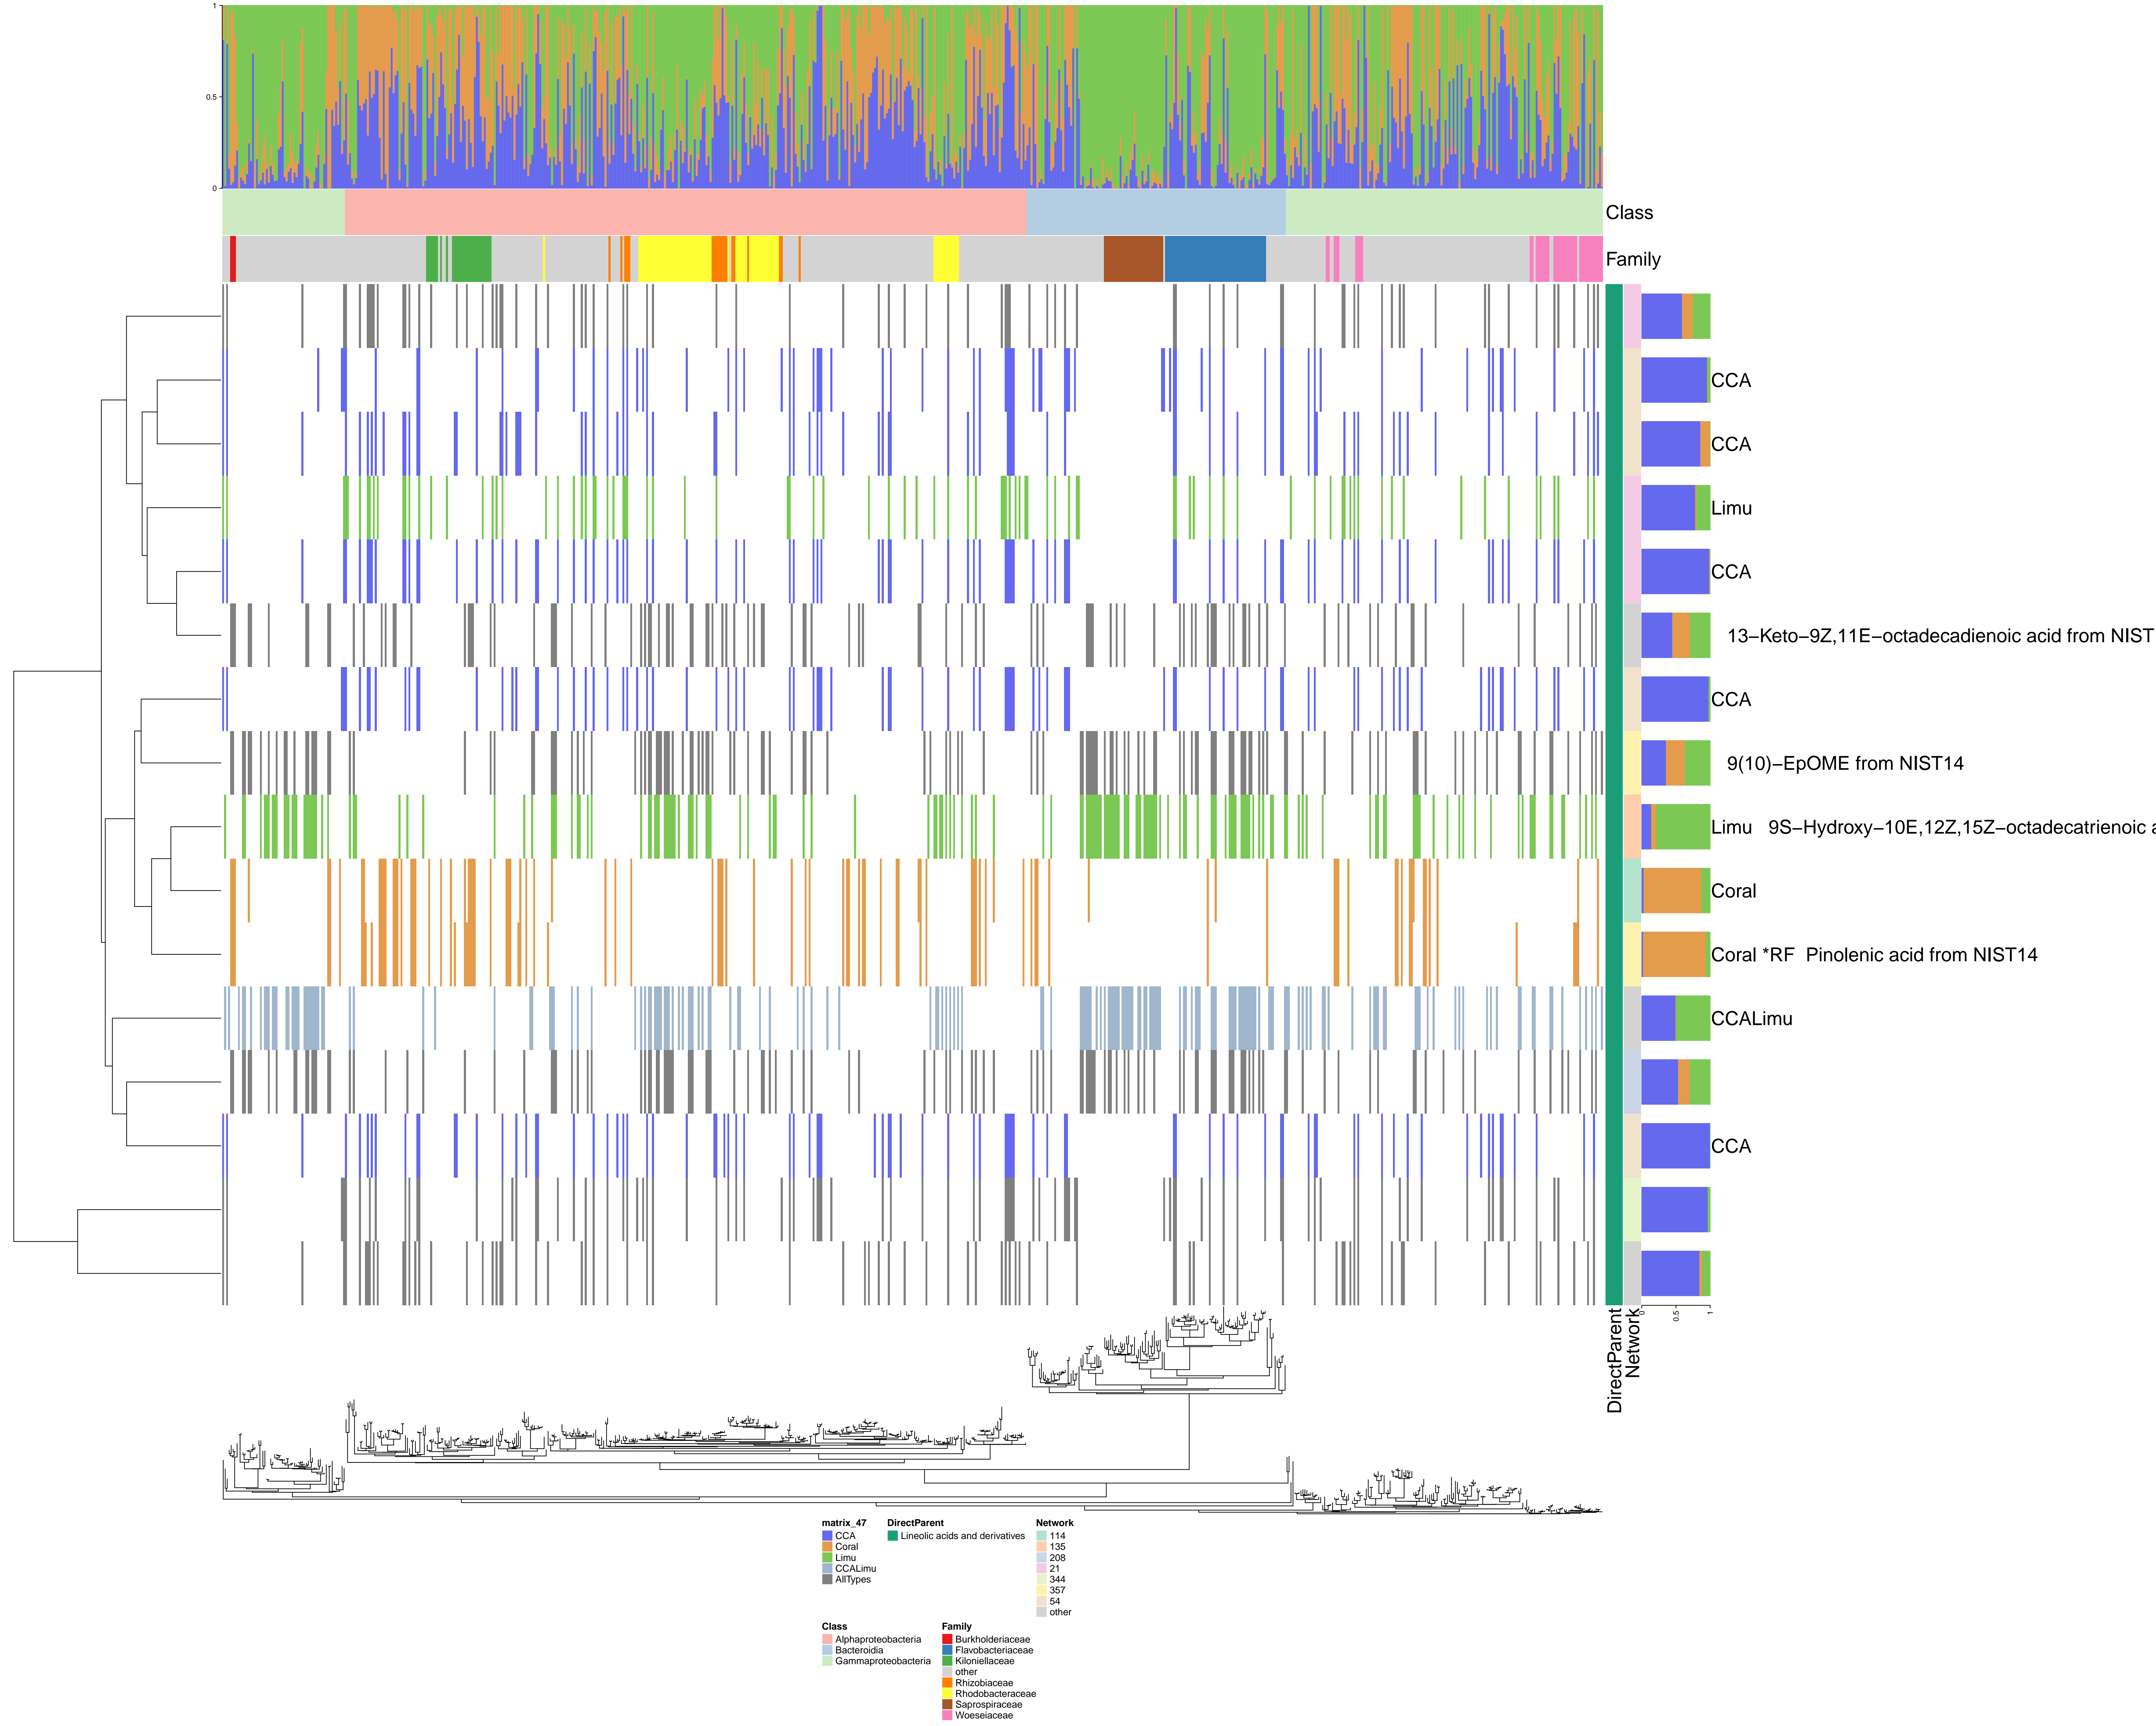 1
0.5
0
Class
Family
CCA
CCA
Limu
CCA
13−Keto−9Z,11E−octadecadienoic acid from NIST
CCA
9(10)−EpOME from NIST14
Limu 9S−Hydroxy−10E,12Z,15Z−octadecatrienoic a
Coral
Coral *RF Pinolenic acid from NIST14
CCALimu
CCA
0 0.5 1
DirectParent
Network
matrix_47
CCA
Coral
Limu
CCALimu
AllTypes
DirectParent
Lineolic acids and derivatives
Network
114
135
208
21
344
357
54
other
Class
Alphaproteobacteria
Bacteroidia
Gammaproteobacteria
Family
Burkholderiaceae
Flavobacteriaceae
Kiloniellaceae
other
Rhizobiaceae
Rhodobacteraceae
Saprospiraceae
Woeseiaceae